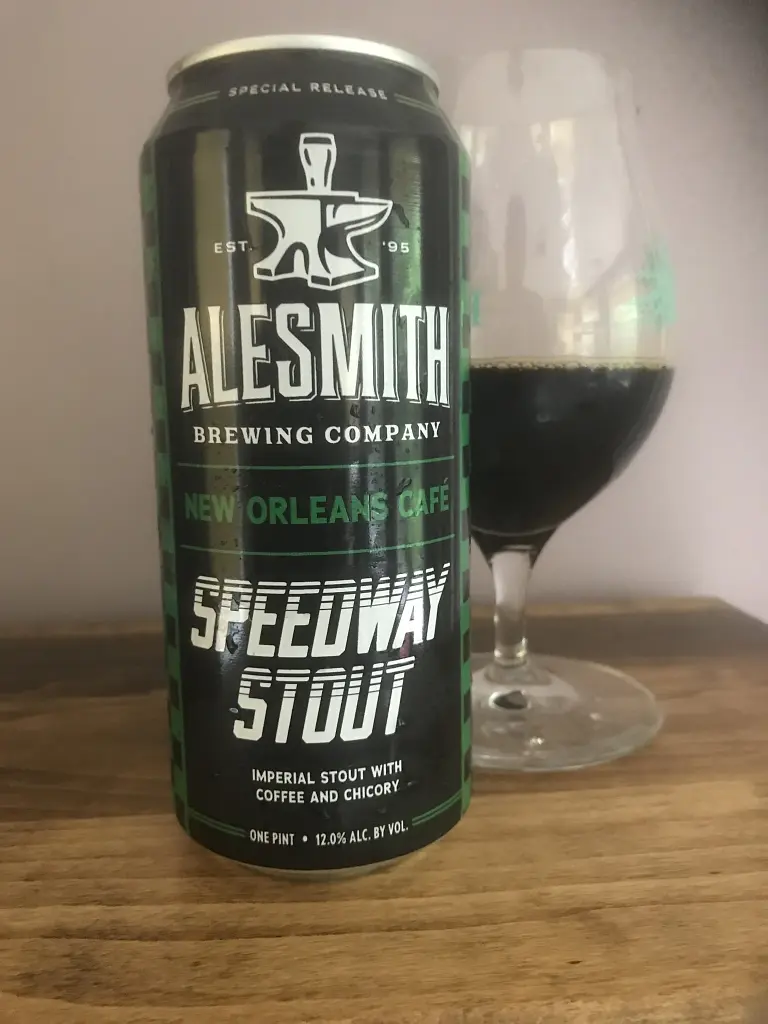 SPECIAL RELEASE
EST. '95
ALESMITH
BREWING COMPANY
NEW ORLEANS CAFÉ
SPEEDWAY
STOUT
IMPERIAL STOUT WITH
COFFEE AND CHICORY
ONE PINT • 12.0% ALC. BY VOL.